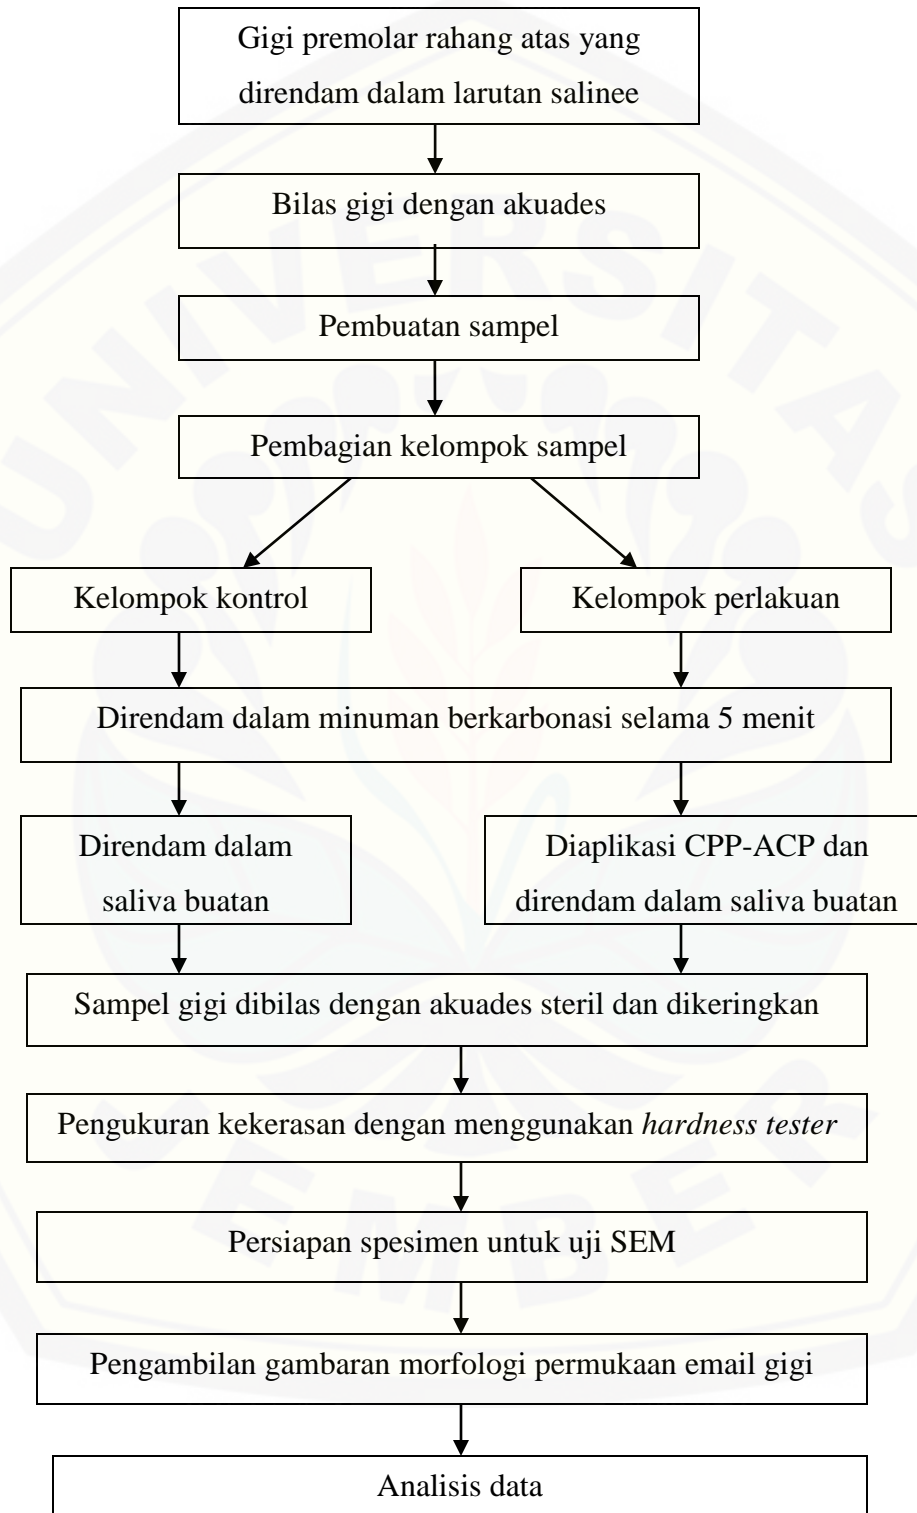 Gigi premolar rahang atas yang
direndam dalam larutan salinee
Bilas gigi dengan akuades
Pembuatan sampel
Pembagian kelompok sampel
Kelompok kontrol
Kelompok perlakuan
Direndam dalam minuman berkarbonasi selama 5 menit
Direndam dalam
saliva buatan
Diaplikasi CPP-ACP dan
direndam dalam saliva buatan
Sampel gigi dibilas dengan akuades steril dan dikeringkan
Pengukuran kekerasan dengan menggunakan hardness tester
Persiapan spesimen untuk uji SEM
Pengambilan gambaran morfologi permukaan email gigi
Analisis data
UNIVERSITAS
JEMBER